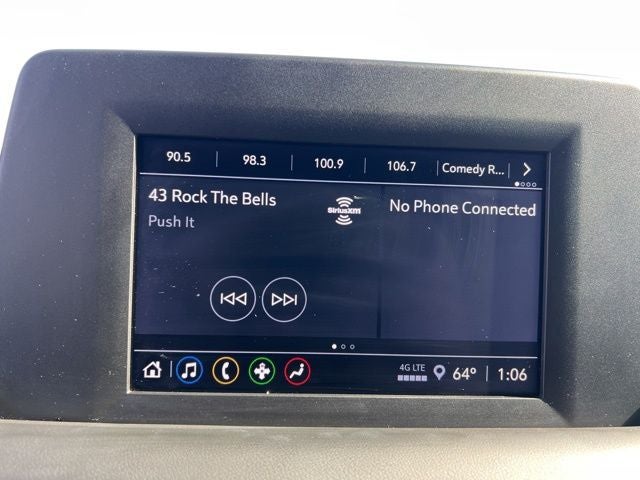 90.5 98.3 100.9 106.7 Comedy R...
43 Rock The Bells
Push It
SiriusXM
No Phone Connected
4G LTE 64° 1:06